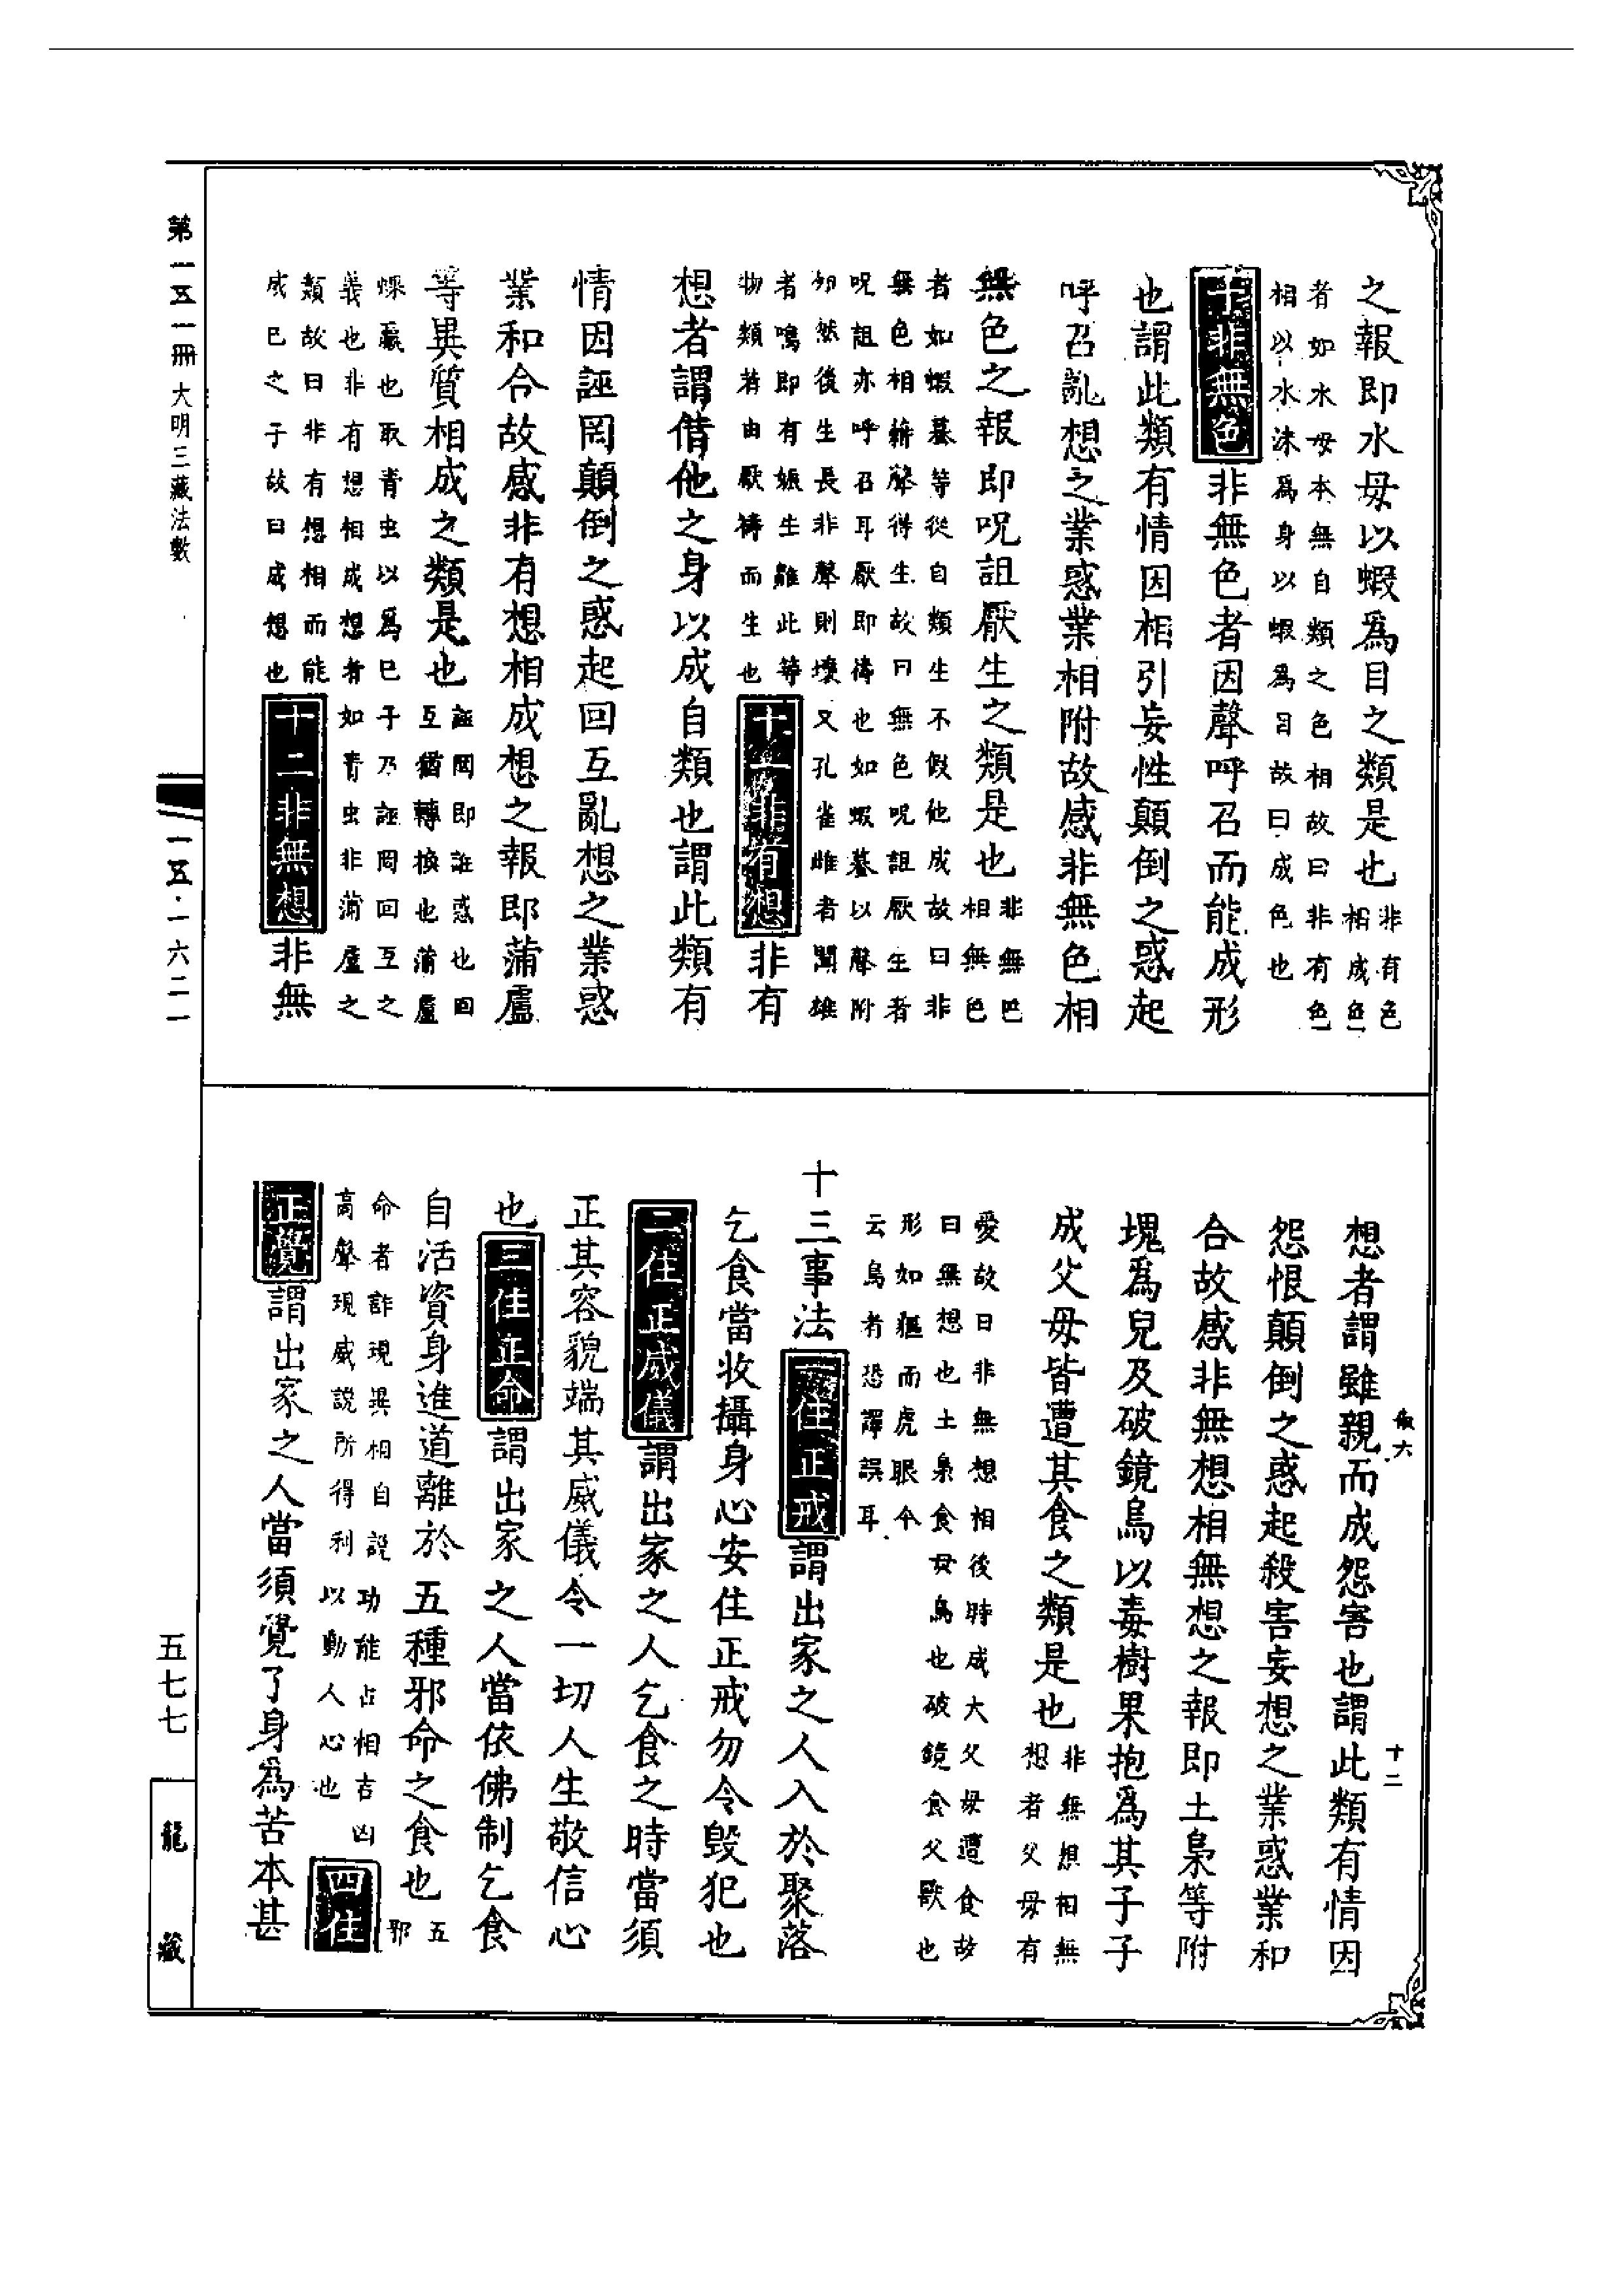 之報即水母以蝦爲目之類是也非有色
相成色
者如水母本無自類之色相故曰非有色
相以水沫爲身以蝦爲目故曰成色也
十非無色非無色者因聲呼召而能成形
也謂此類有情因相引妄性顛倒之惑起
呼召亂想之業惑業相附故感非無色相
無色之報即呪詛厭生之類是也非無色
相無色
者如蝦蟇等從自類生不假他成故曰非
無色相藉聲得生故曰無色呪詛厭生者
呪詛亦呼召耳厭即禱也如蝦蟇以聲附
卵然後生長非聲則壞又孔雀雌者聞雄
者鳴即有娠生雖此等
物類若由厭禱而生也十一非有想非有
想者謂借他之身以成自類也謂此類有
情因誣罔顛倒之惑起回互亂想之業惑
業和合故感非有想相成想之報即蒲盧
等異質相成之類是也誣罔即誑惑也回
互猶轉換也蒲盧
蜾蠃也取青虫以爲已子乃誣罔回互之
義也非有想相成想者如青虫非蒲盧之
類故曰非有想相而能
成已之子故曰成想也十二非無想非無
第一五一冊 大明三藏法數
一五·一六二一
敢六 十二
想者謂雖親而成怨害也謂此類有情因
怨恨顛倒之惑起殺害妄想之業惑業和
合故感非無想相無想之報即土梟等附
塊爲兒及破鏡鳥以毒樹果抱爲其子子
成父母皆遭其食之類是也非無想相無
想者父母有
愛故曰非無想相後時成大父母遭食故
曰無想也土梟食母鳥也破鏡食父獸也
形如貙而虎眼今
云鳥者恐譯誤耳
十三事法一住正戒謂出家之人入於聚落
乞食當收攝身心安住正戒勿令毀犯也
二住正威儀謂出家之人乞食之時當須
正其容貌端其威儀令一切人生敬信心
也三住正命謂出家之人當依佛制乞食
自活資身進道離於五種邪命之食也五
邪
命者詐現異相自說功能占相吉凶
高聲現威說所得利以動人心也四住
正覺謂出家之人當須覺了身爲苦本甚
五七七
龍藏